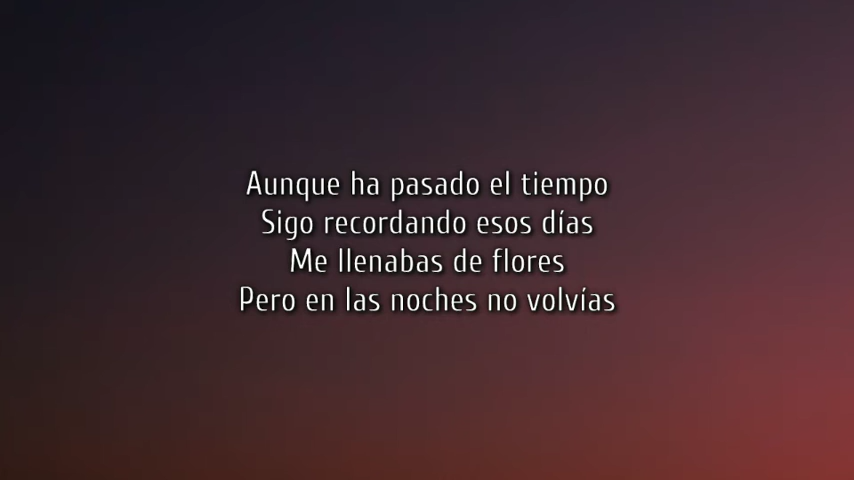 Aunque ha pasado el tiempo
Sigo recordando esos días
Me llenabas de flores
Pero en las noches no volvías